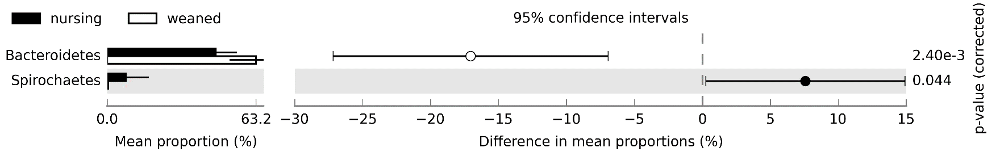 nursing weaned 95% confidence intervals
Bacteroidetes 2.40e-3
Spirochaetes 0.044
0.0 63.2 −30 −25 −20 −15 −10 −5 0 5 10 15
Mean proportion (%) Difference in mean proportions (%)
p-value (corrected)